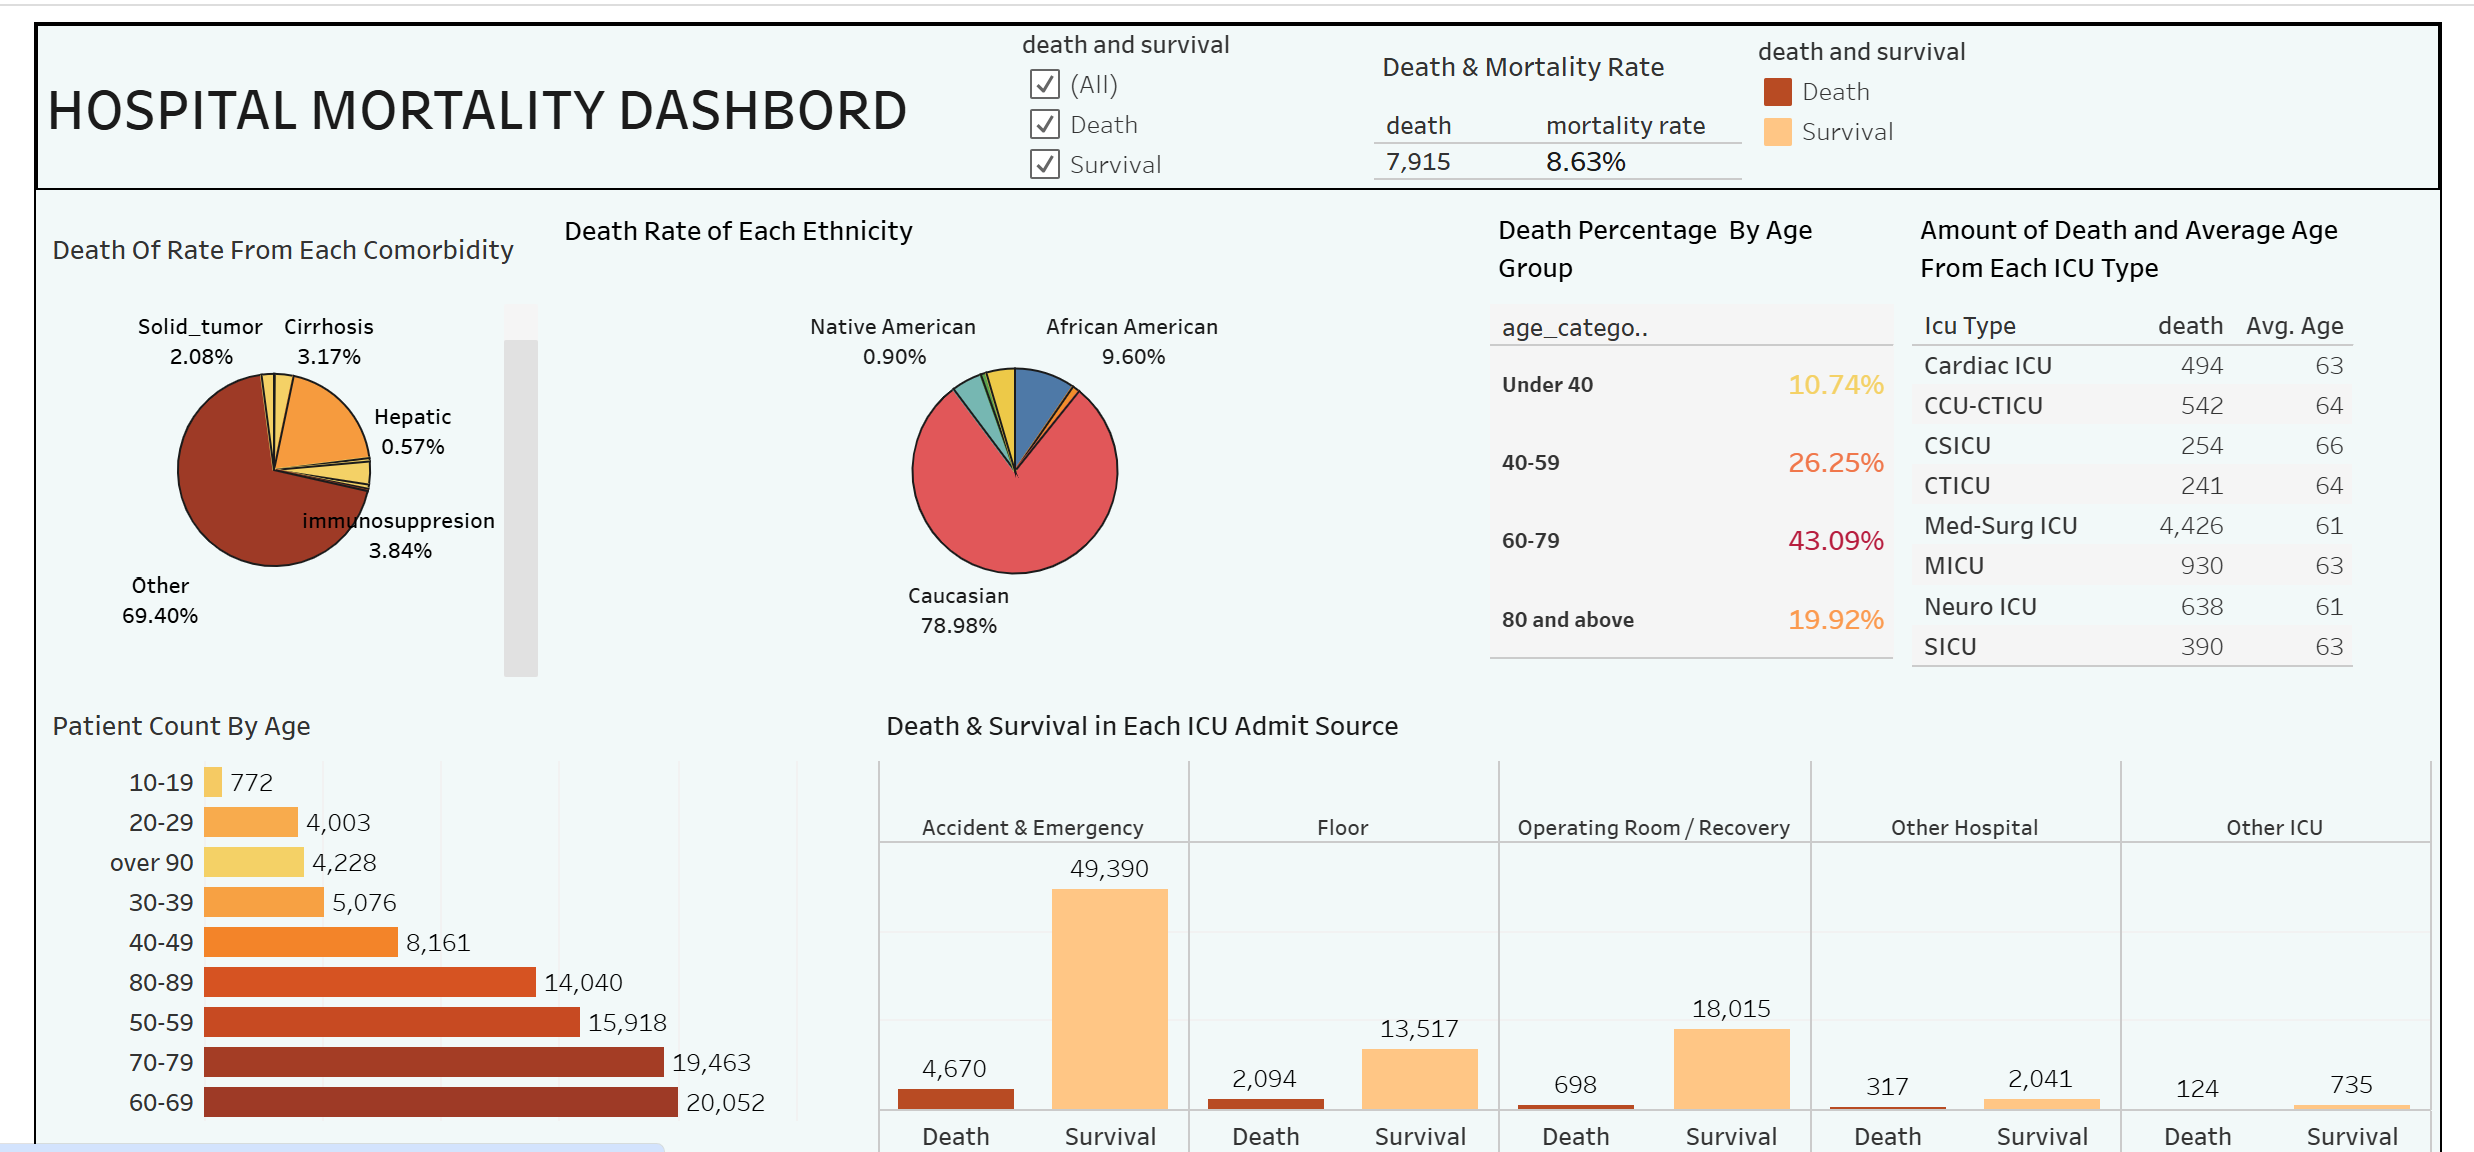 HOSPITAL MORTALITY DASHBORD
death and survival
(All)
Death
Survival
Death & Mortality Rate
death mortality rate
7,915 8.63%
death and survival
Death
Survival
Death Of Rate From Each Comorbidity
Solid_tumor
2.08%
Cirrhosis
3.17%
Hepatic
0.57%
immunosuppresion
3.84%
Other
69.40%
Death Rate of Each Ethnicity
Native American
0.90%
African American
9.60%
Caucasian
78.98%
Death Percentage By Age
Group
age_catego..
Under 40 10.74%
40-59 26.25%
60-79 43.09%
80 and above 19.92%
Amount of Death and Average Age
From Each ICU Type
Icu Type death Avg. Age
Cardiac ICU 494 63
CCU-CTICU 542 64
CSICU 254 66
CTICU 241 64
Med-Surg ICU 4,426 61
MICU 930 63
Neuro ICU 638 61
SICU 390 63
Patient Count By Age
10-19 772
20-29 4,003
over 90 4,228
30-39 5,076
40-49 8,161
80-89 14,040
50-59 15,918
70-79 19,463
60-69 20,052
Death & Survival in Each ICU Admit Source
Accident & Emergency Floor Operating Room / Recovery Other Hospital Other ICU
4,670 49,390 2,094 13,517 698 18,015 317 2,041 124 735
Death Survival Death Survival Death Survival Death Survival Death Survival